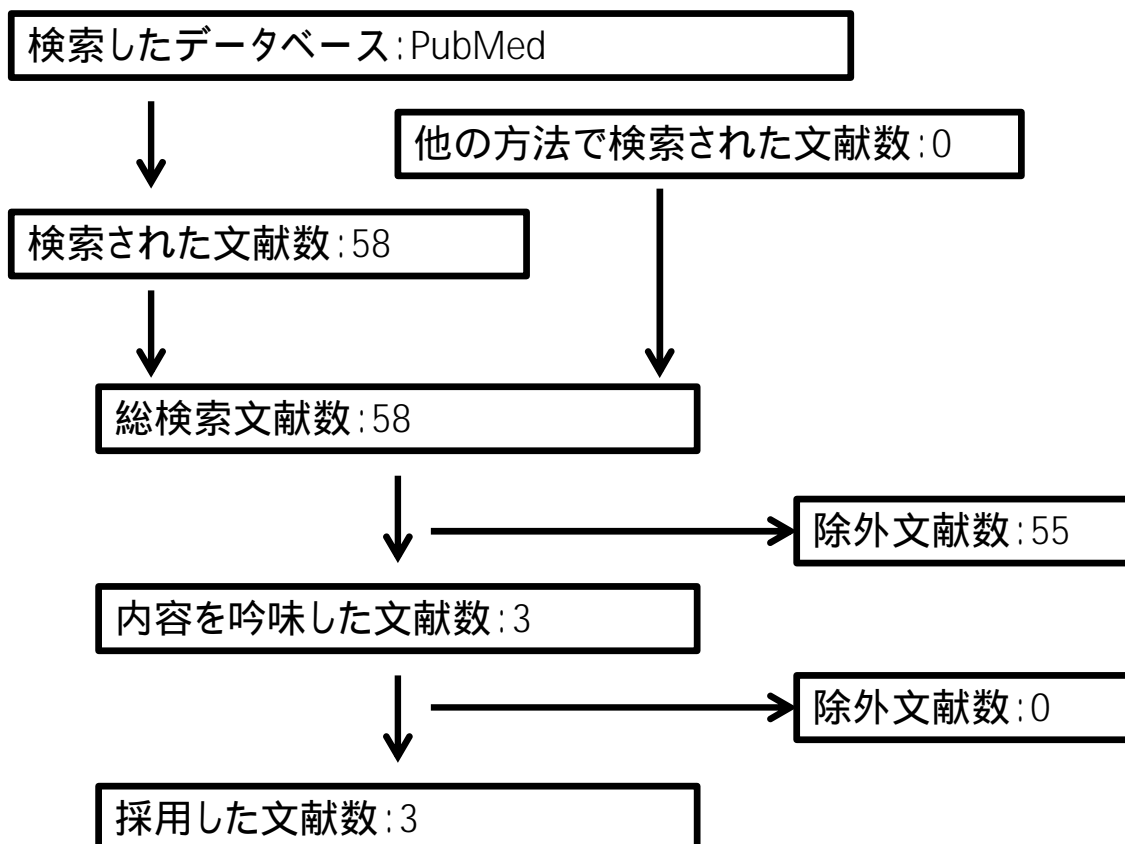 検索したデータベース:PubMed
他の方法で検索された文献数:0
検索された文献数:58
総検索文献数:58
除外文献数:55
内容を吟味した文献数:3
除外文献数:0
採用した文献数:3